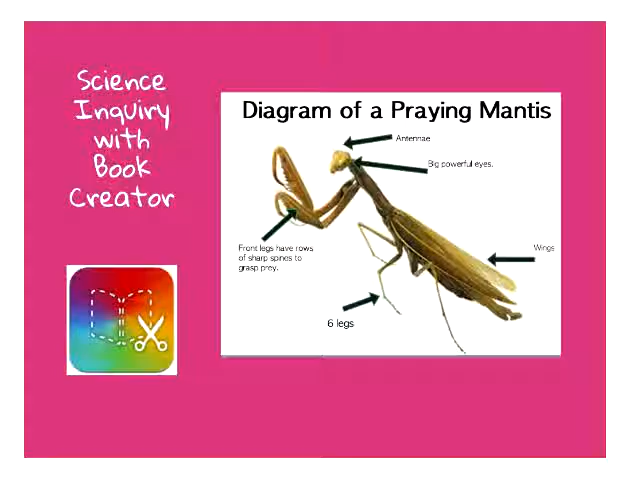 Science
Inquiry
with
Book
Creator
Diagram of a Praying Mantis
Antennae
Big powerful eyes.
Front legs have rows
of sharp spines to
grasp prey.
Wings
6 legs